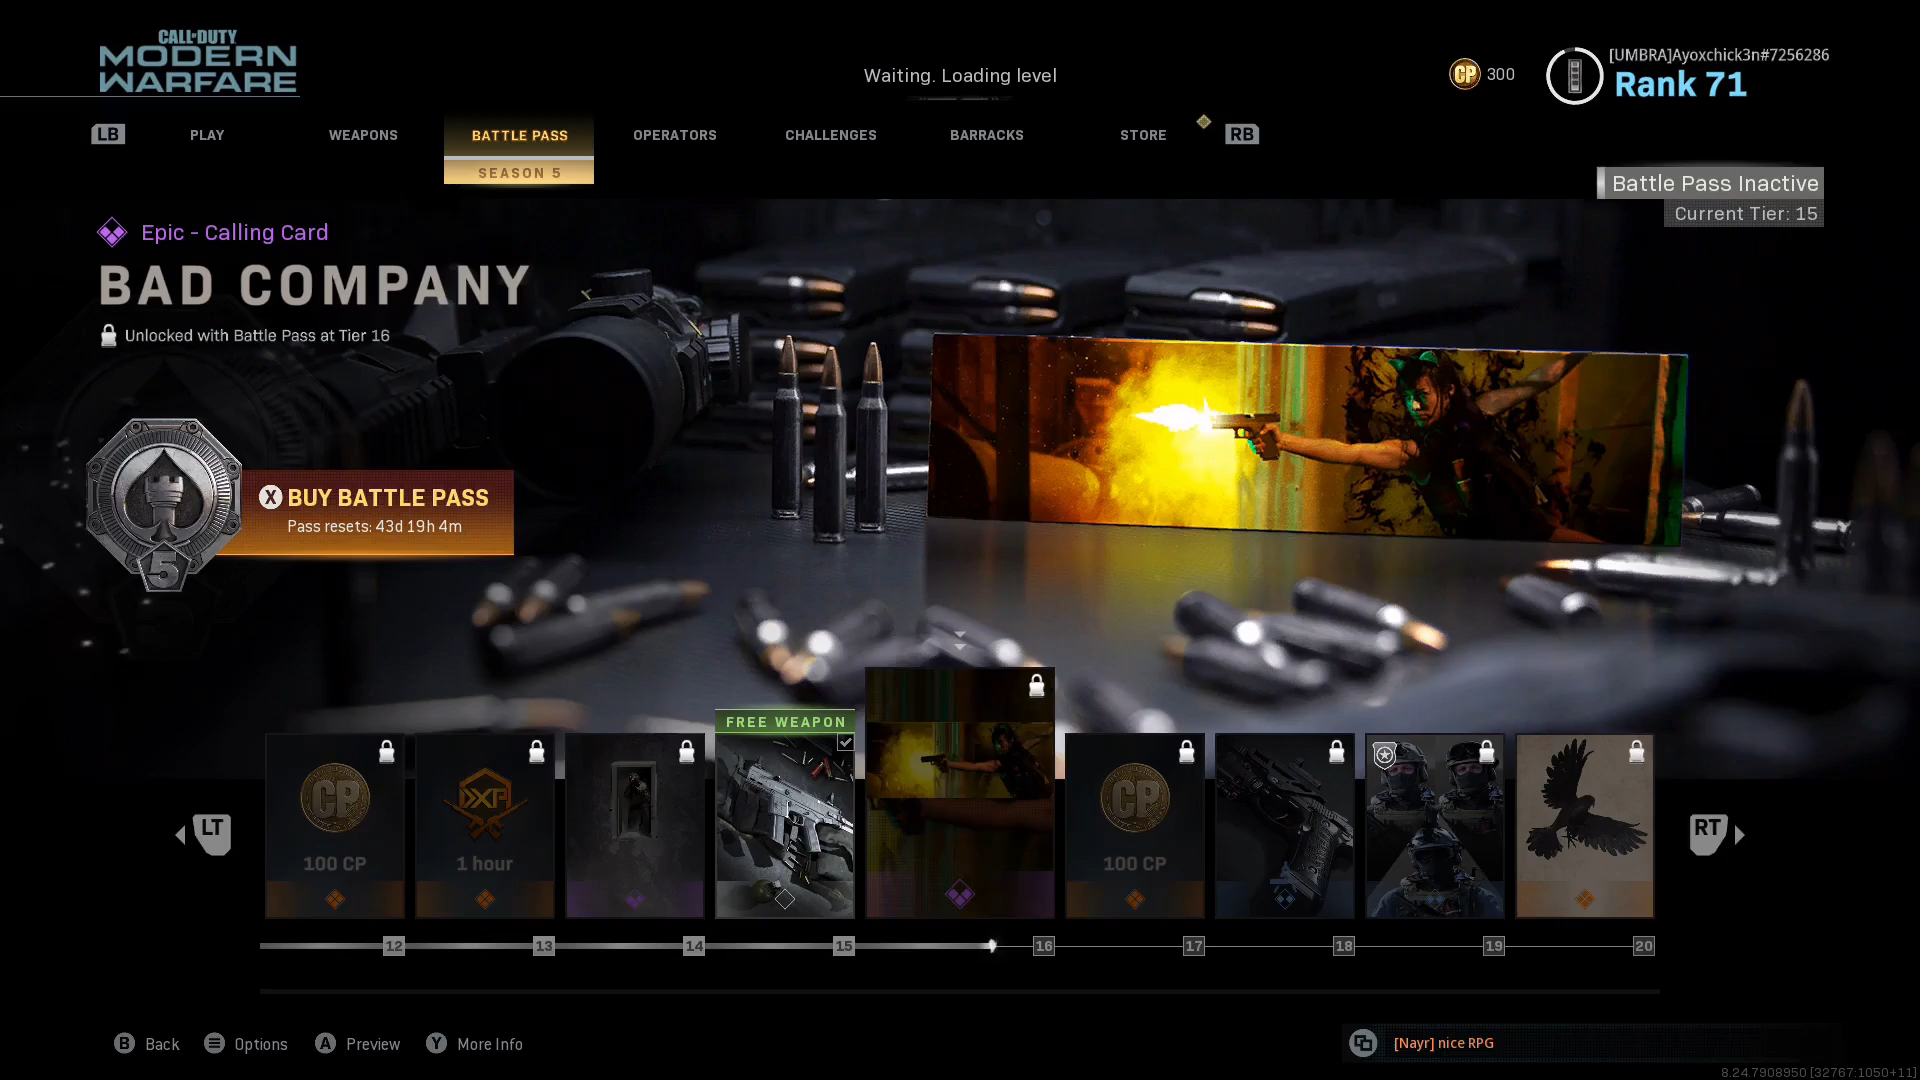 CALL OF DUTY
MODERN
WARFARE
Waiting. Loading level
CP 300
[UMBRA]Ayoxchick3n#7256286
Rank 71
LB
PLAY
WEAPONS
BATTLE PASS
OPERATORS
CHALLENGES
BARRACKS
STORE
RB
SEASON 5
Battle Pass Inactive
Current Tier: 15
Epic - Calling Card
BAD COMPANY
Unlocked with Battle Pass at Tier 16
X BUY BATTLE PASS
Pass resets: 43d 19h 4m
5
FREE WEAPON
CP
100 CP
2XP
1 hour
CP
100 CP
LT
RT
12
13
14
15
16
17
18
19
20
B Back
Options
A Preview
Y More Info
[Nayr] nice RPG
8.24.7908950 [32767:1050+11]